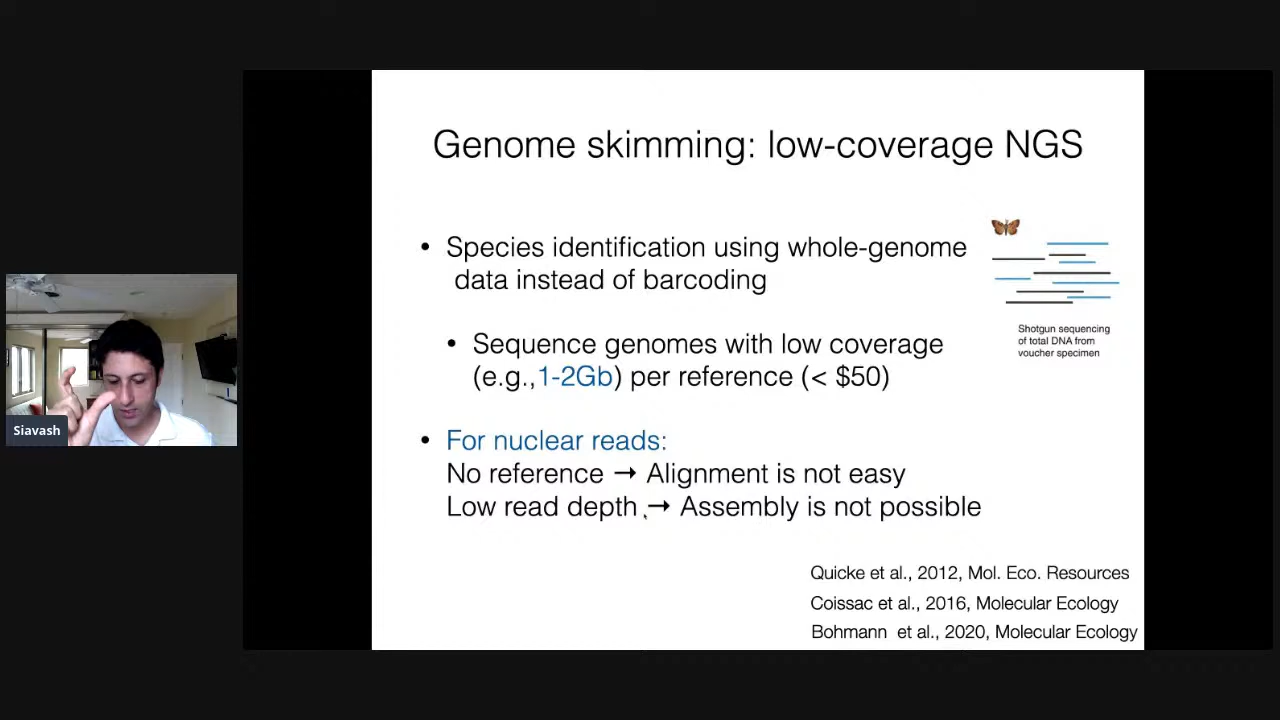 Genome skimming: low-coverage NGS
• Species identification using whole-genome
data instead of barcoding
• Sequence genomes with low coverage
(e.g.,1-2Gb) per reference (< $50)
• For nuclear reads:
No reference → Alignment is not easy
Low read depth → Assembly is not possible
Shotgun sequencing
of total DNA from
voucher specimen
Quicke et al., 2012, Mol. Eco. Resources
Coissac et al., 2016, Molecular Ecology
Bohmann et al., 2020, Molecular Ecology
Siavash